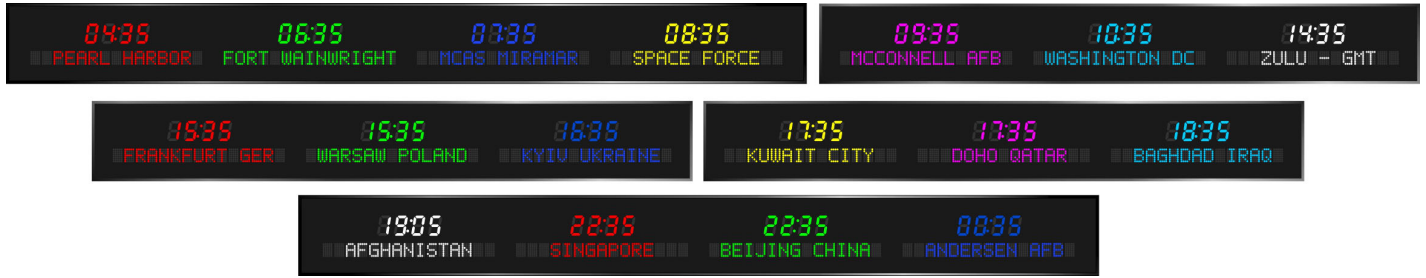 04:35 06:35 07:35 08:35
PEARL HARBOR FORT WAINWRIGHT MCAS MIRAMAR SPACE FORCE
09:35 10:35 14:35
MCCONNELL AFB WASHINGTON DC ZULU - GMT
15:35 15:35 16:35
FRANKFURT GER WARSAW POLAND KYIV UKRAINE
17:35 17:35 18:35
KUWAIT CITY DOHO QATAR BAGHDAD IRAQ
19:05 22:35 22:35 00:35
AFGHANISTAN SINGAPORE BEIJING CHINA ANDERSEN AFB